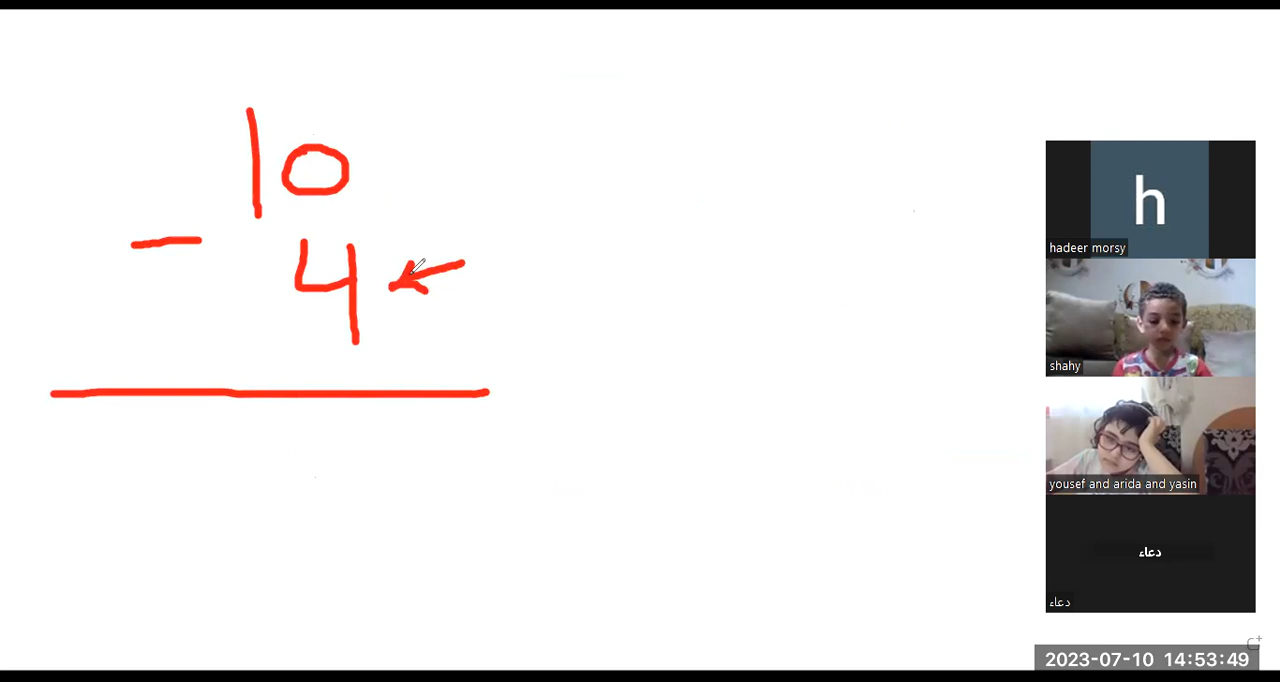 10
- 4
h
hadeer morsy
shahy
yousef and arida and yasin
دعاء
دعاء
2023-07-10 14:53:49